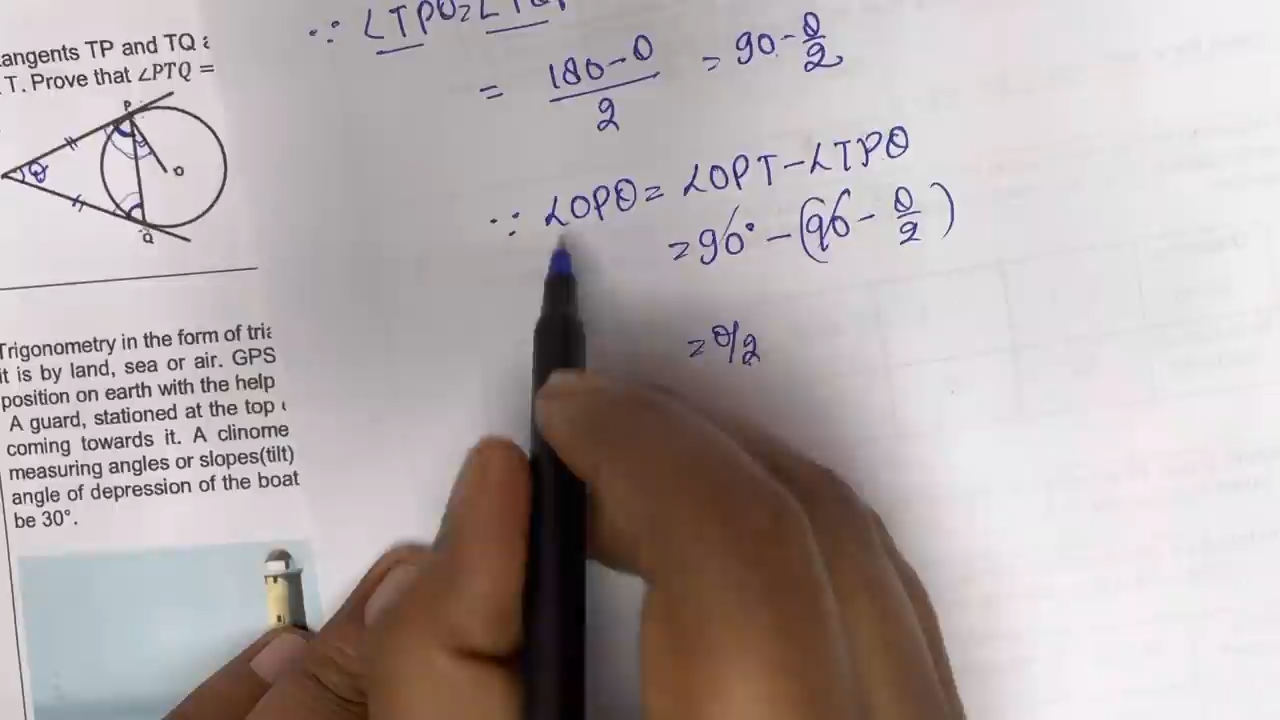 ∵ ∠TPQ = ∠TQP
angents TP and TQ
T. Prove that ∠PTQ =
= 180-θ/2 = 90-θ/2
P
θ
O
Q
∵ ∠OPQ = ∠OPT - ∠TPQ
= 90° - (90 - θ/2)
= θ/2
Trigonometry in the form of tria
it is by land, sea or air. GPS
position on earth with the help
A guard, stationed at the top
coming towards it. A clinome
measuring angles or slopes(tilt)
angle of depression of the boat
be 30°.